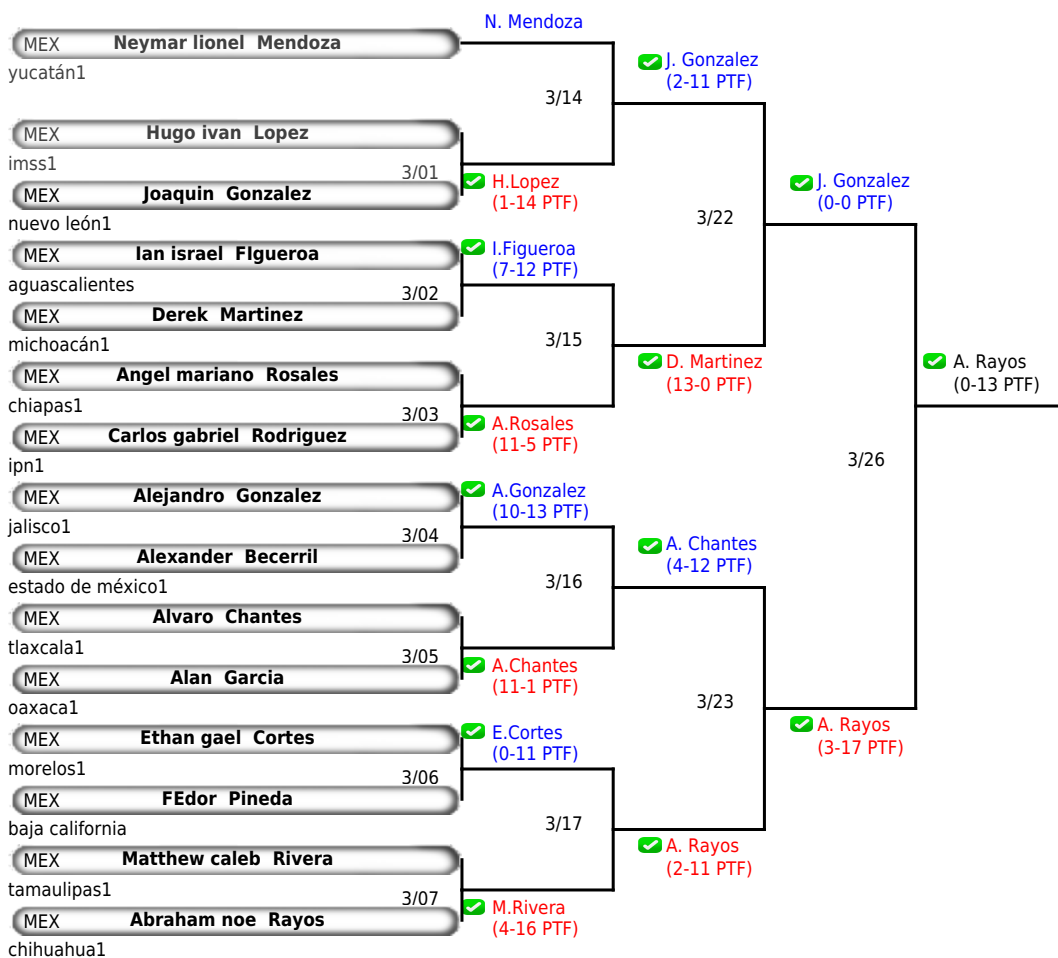 N. Mendoza
MEX Neymar lionel  Mendoza
yucatán1
J. Gonzalez
(2-11 PTF)
3/14
MEX Hugo ivan  Lopez
imss1
3/01
H.Lopez
(1-14 PTF)
MEX Joaquin  Gonzalez
nuevo león1
J. Gonzalez
(0-0 PTF)
3/22
MEX Ian israel  FIgueroa
aguascalientes
I.Figueroa
(7-12 PTF)
3/02
MEX Derek  Martinez
michoacán1
3/15
D. Martinez
(13-0 PTF)
MEX Angel mariano  Rosales
chiapas1
3/03
A.Rosales
(11-5 PTF)
MEX Carlos gabriel  Rodriguez
ipn1
A. Rayos
(0-13 PTF)
3/26
MEX Alejandro  Gonzalez
jalisco1
A.Gonzalez
(10-13 PTF)
3/04
MEX Alexander  Becerril
estado de méxico1
A. Chantes
(4-12 PTF)
3/16
MEX Alvaro  Chantes
tlaxcala1
3/05
A.Chantes
(11-1 PTF)
MEX Alan  Garcia
oaxaca1
3/23
A. Rayos
(3-17 PTF)
MEX Ethan gael  Cortes
morelos1
E.Cortes
(0-11 PTF)
3/06
MEX FEdor  Pineda
baja california
3/17
A. Rayos
(2-11 PTF)
MEX Matthew caleb  Rivera
tamaulipas1
3/07
M.Rivera
(4-16 PTF)
MEX Abraham noe  Rayos
chihuahua1